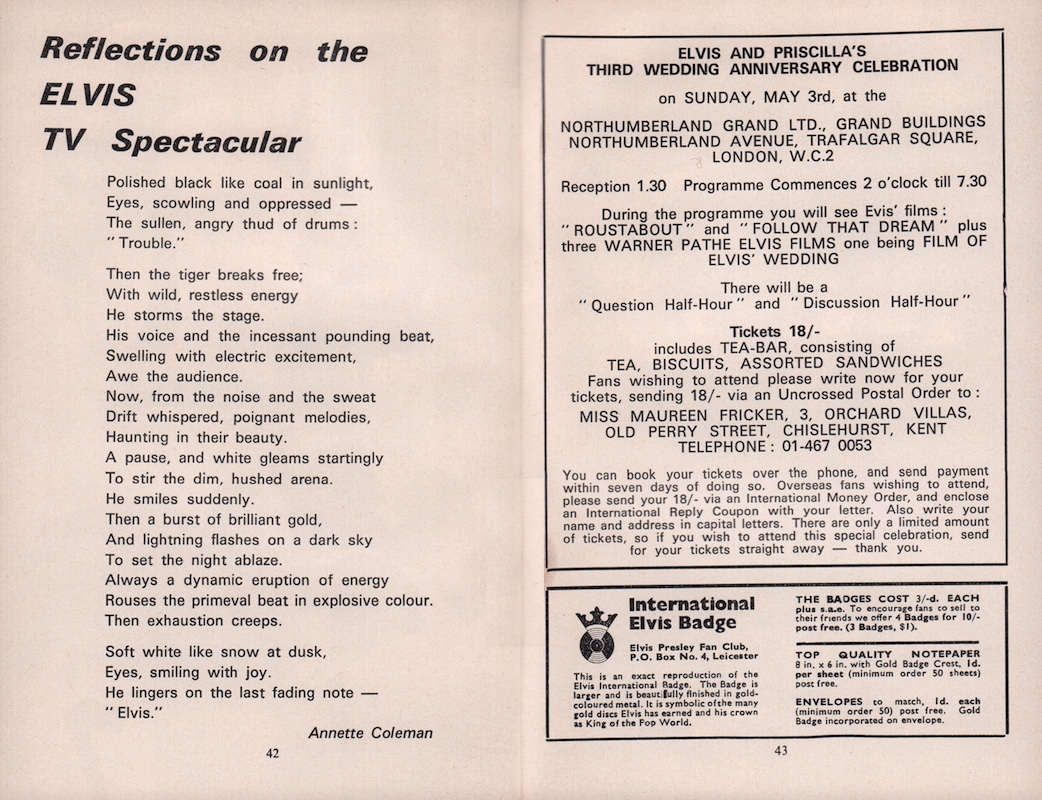 Reflections on the
ELVIS
TV Spectacular
Polished black like coal in sunlight,
Eyes, scowling and oppressed —
The sullen, angry thud of drums :
“ Trouble.”
Then the tiger breaks free;
With wild, restless energy
He storms the stage.
His voice and the incessant pounding beat,
Swelling with electric excitement,
Awe the audience.
Now, from the noise and the sweat
Drift whispered, poignant melodies,
Haunting in their beauty.
A pause, and white gleams startingly
To stir the dim, hushed arena.
He smiles suddenly.
Then a burst of brilliant gold,
And lightning flashes on a dark sky
To set the night ablaze.
Always a dynamic eruption of energy
Rouses the primeval beat in explosive colour.
Then exhaustion creeps.
Soft white like snow at dusk,
Eyes, smiling with joy.
He lingers on the last fading note —
“ Elvis.”
Annette Coleman
42
ELVIS AND PRISCILLA'S
THIRD WEDDING ANNIVERSARY CELEBRATION
on SUNDAY, MAY 3rd, at the
NORTHUMBERLAND GRAND LTD., GRAND BUILDINGS
NORTHUMBERLAND AVENUE, TRAFALGAR SQUARE,
LONDON, W.C.2
Reception 1.30 Programme Commences 2 o'clock till 7.30
During the programme you will see Evis' films :
“ ROUSTABOUT ” and “ FOLLOW THAT DREAM ” plus
three WARNER PATHE ELVIS FILMS one being FILM OF
ELVIS' WEDDING
There will be a
“ Question Half-Hour ” and “ Discussion Half-Hour ”
Tickets 18/-
includes TEA-BAR, consisting of
TEA, BISCUITS, ASSORTED SANDWICHES
Fans wishing to attend please write now for your
tickets, sending 18/- via an Uncrossed Postal Order to :
MISS MAUREEN FRICKER, 3, ORCHARD VILLAS,
OLD PERRY STREET, CHISLEHURST, KENT
TELEPHONE : 01-467 0053
You can book your tickets over the phone, and send payment
within seven days of doing so. Overseas fans wishing to attend,
please send your 18/- via an International Money Order, and enclose
an International Reply Coupon with your letter. Also write your
name and address in capital letters. There are only a limited amount
of tickets, so if you wish to attend this special celebration, send
for your tickets straight away — thank you.
International
Elvis Badge
Elvis Presley Fan Club,
P.O. Box No. 4, Leicester
This is an exact reproduction of the
Elvis International Badge. The Badge is
larger and is beautifully finished in gold-
coloured metal. It is symbolic of the many
gold discs Elvis has earned and his crown
as King of the Pop World.
THE BADGES COST 3/-d. EACH
plus s.a.e. To encourage fans to sell to
their friends we offer 4 Badges for 10/-
post free. (3 Badges, $1).
TOP QUALITY NOTEPAPER
8 in. x 6 in. with Gold Badge Crest, 1d.
per sheet (minimum order 50 sheets)
post free.
ENVELOPES to match, 1d. each
(minimum order 50) post free. Gold
Badge incorporated on envelope.
43